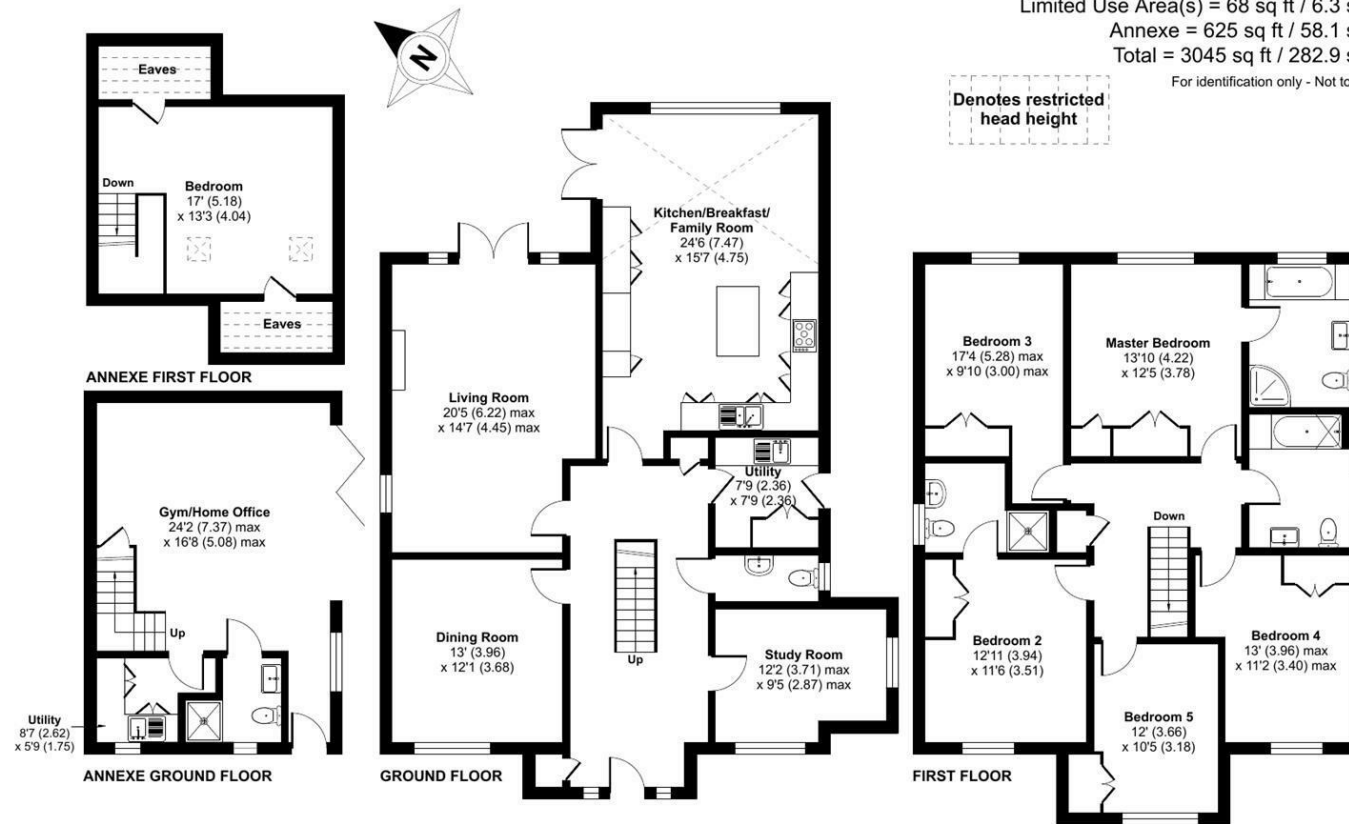 Limited Use Area(s) = 68 sq ft / 6.3 s
Annexe = 625 sq ft / 58.1 s
Total = 3045 sq ft / 282.9 s
For identification only - Not to
Denotes restricted
head height
N
Eaves
Down
Bedroom
17' (5.18)
x 13'3 (4.04)
Eaves
ANNEXE FIRST FLOOR
Gym/Home Office
24'2 (7.37) max
x 16'8 (5.08) max
Up
Utility
8'7 (2.62)
x 5'9 (1.75)
ANNEXE GROUND FLOOR
Kitchen/Breakfast/
Family Room
24'6 (7.47)
x 15'7 (4.75)
Living Room
20'5 (6.22) max
x 14'7 (4.45) max
Utility
7'9 (2.36)
x 7'9 (2.36)
Dining Room
13' (3.96)
x 12'1 (3.68)
Up
Study Room
12'2 (3.71) max
x 9'5 (2.87) max
GROUND FLOOR
Bedroom 3
17'4 (5.28) max
x 9'10 (3.00) max
Master Bedroom
13'10 (4.22)
x 12'5 (3.78)
Down
Bedroom 2
12'11 (3.94)
x 11'6 (3.51)
Bedroom 4
13' (3.96) max
x 11'2 (3.40) max
Bedroom 5
12' (3.66)
x 10'5 (3.18)
FIRST FLOOR